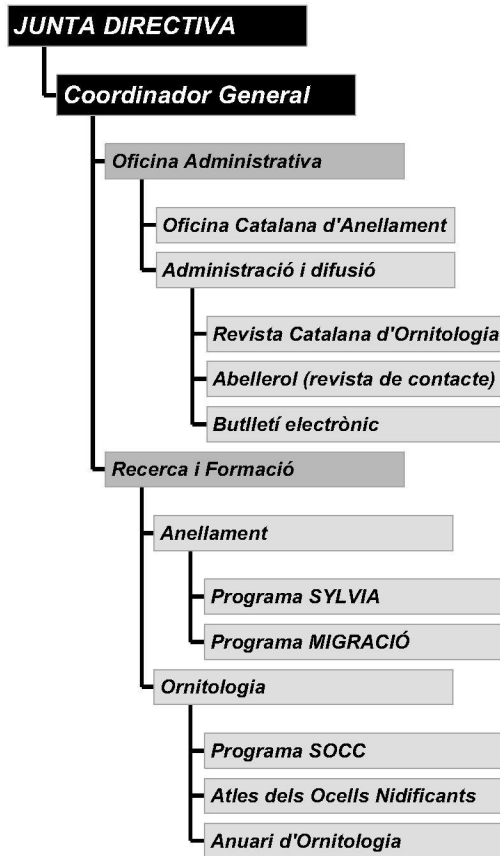 JUNTA DIRECTIVA
Coordinador General
Oficina Administrativa
Oficina Catalana d'Anellament
Administració i difusió
Revista Catalana d'Ornitologia
Abellerol (revista de contacte)
Butlletí electrònic
Recerca i Formació
Anellament
Programa SYLVIA
Programa MIGRACIÓ
Ornitologia
Programa SOCC
Atles dels Ocells Nidificants
Anuari d'Ornitologia